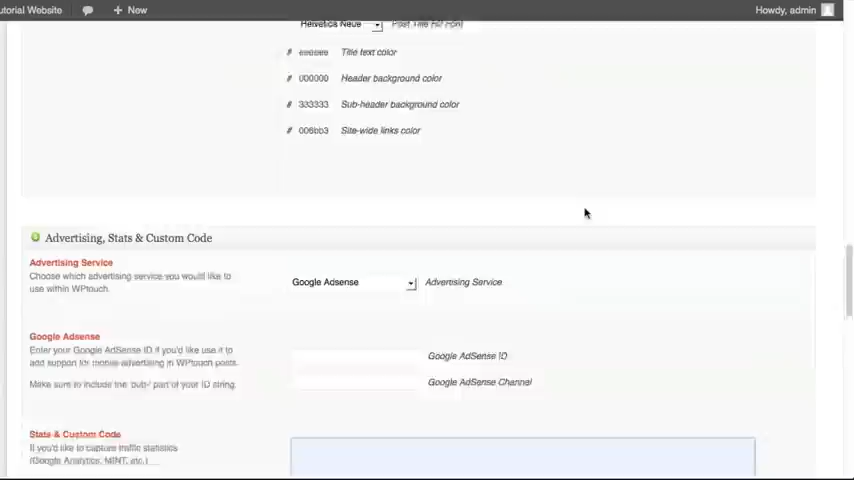 utorial Website New Howdy, admin
Helvetica Neue Post Title H2 Font
# Title text color
# 000000 Header background color
# 333333 Sub-header background color
# 006bb3 Site-wide links color
Advertising, Stats & Custom Code
Advertising Service
Choose which advertising service you would like to
use within WPtouch.
Google Adsense Advertising Service
Google Adsense
Enter your Google AdSense ID if you'd like use it to
add support for mobile advertising in WPtouch posts.
Make sure to include the 'pub-' part of your ID string.
Google AdSense ID
Google AdSense Channel
Stats & Custom Code
If you'd like to capture traffic statistics
(Google Analytics, MINT, etc.)